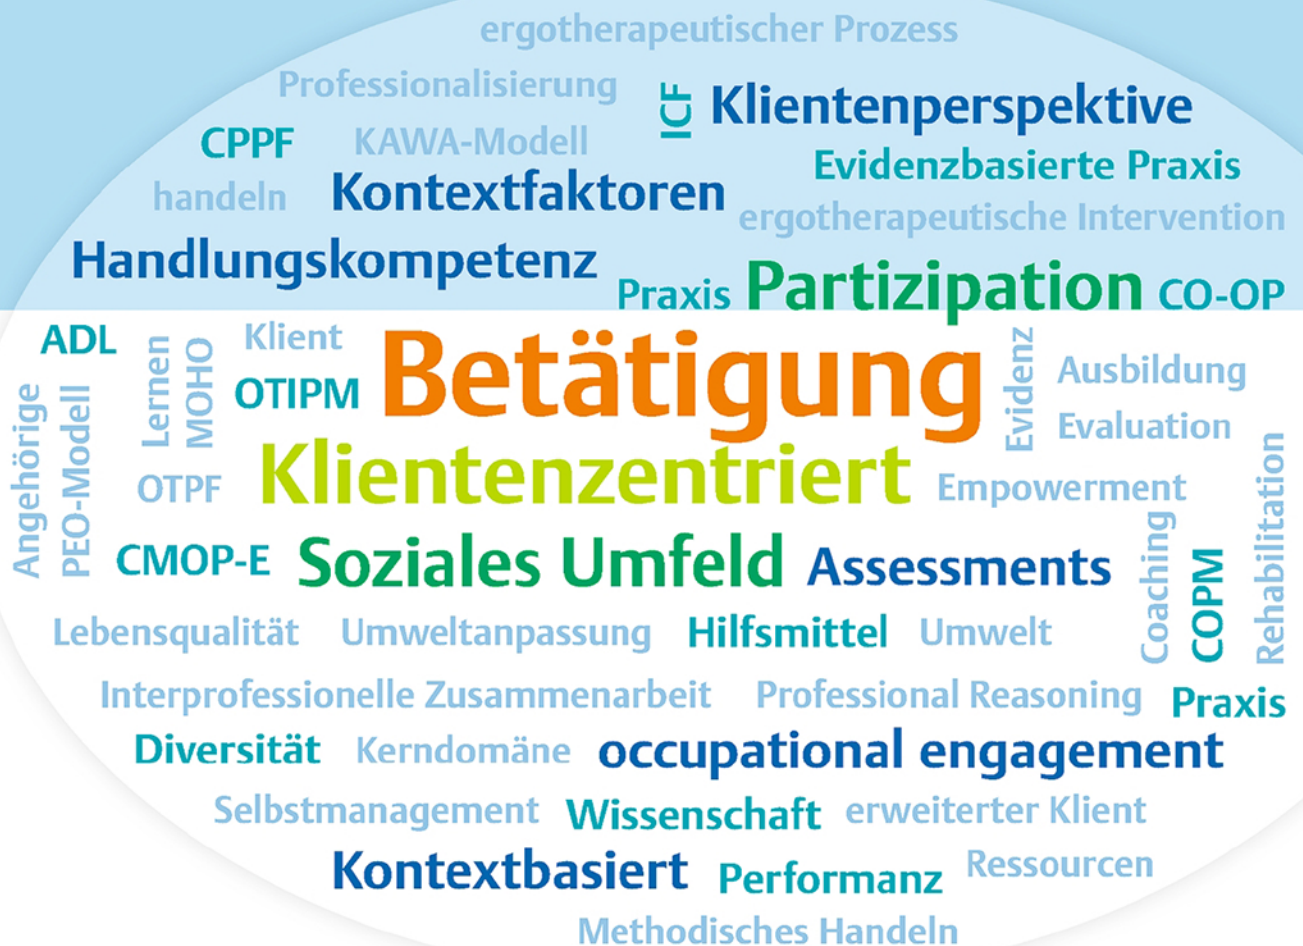 ergotherapeutischer Prozess
Professionalisierung
ICF
Klientenperspektive
CPPF
KAWA-Modell
Evidenzbasierte Praxis
handeln
Kontextfaktoren
ergotherapeutische Intervention
Handlungskompetenz
Praxis
Partizipation
CO-OP
ADL
Lernen
MOHO
Klient
OTIPM
Betätigung
Evidenz
Ausbildung
Evaluation
Angehörige
PEO-Modell
OTPF
Klientenzentriert
Empowerment
CMOP-E
Soziales Umfeld
Assessments
Coaching
COPM
Rehabilitation
Lebensqualität
Umweltanpassung
Hilfsmittel
Umwelt
Interprofessionelle Zusammenarbeit
Professional Reasoning
Praxis
Diversität
Kerndomäne
occupational engagement
Selbstmanagement
Wissenschaft
erweiterter Klient
Kontextbasiert
Performanz
Ressourcen
Methodisches Handeln